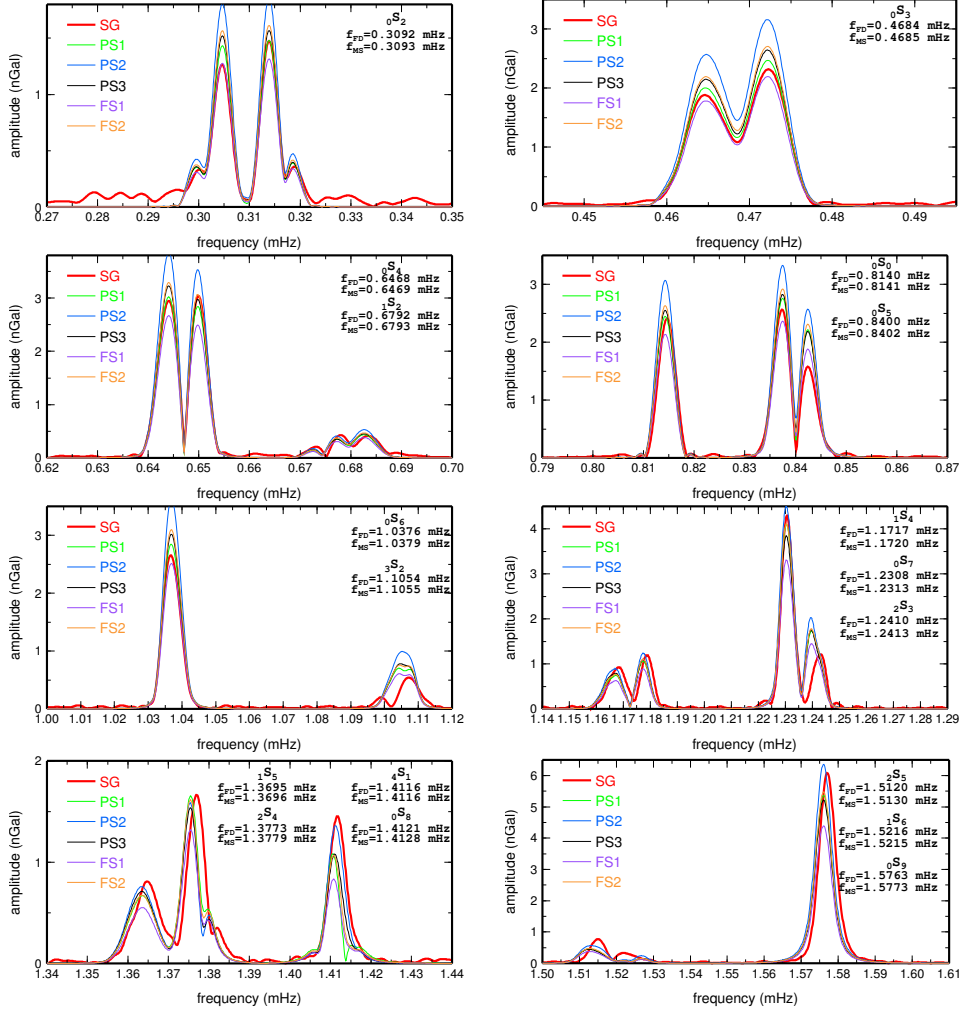 SG
PS1
PS2
PS3
FS1
FS2
0S2
fFD=0.3092 mHz
fMS=0.3093 mHz
amplitude (nGal)
0
1
0.27 0.28 0.29 0.30 0.31 0.32 0.33 0.34 0.35
frequency (mHz)
SG
PS1
PS2
PS3
FS1
FS2
0S3
fFD=0.4684 mHz
fMS=0.4685 mHz
amplitude (nGal)
0
1
2
3
0.45 0.46 0.47 0.48 0.49
frequency (mHz)
SG
PS1
PS2
PS3
FS1
FS2
0S4
fFD=0.6468 mHz
fMS=0.6469 mHz
1S2
fFD=0.6792 mHz
fMS=0.6793 mHz
amplitude (nGal)
0
1
2
3
0.62 0.63 0.64 0.65 0.66 0.67 0.68 0.69 0.70
frequency (mHz)
SG
PS1
PS2
PS3
FS1
FS2
0S0
fFD=0.8140 mHz
fMS=0.8141 mHz
0S5
fFD=0.8400 mHz
fMS=0.8402 mHz
amplitude (nGal)
0
1
2
3
0.79 0.80 0.81 0.82 0.83 0.84 0.85 0.86 0.87
frequency (mHz)
SG
PS1
PS2
PS3
FS1
FS2
0S6
fFD=1.0376 mHz
fMS=1.0379 mHz
3S2
fFD=1.1054 mHz
fMS=1.1055 mHz
amplitude (nGal)
0
1
2
3
1.00 1.01 1.02 1.03 1.04 1.05 1.06 1.07 1.08 1.09 1.10 1.11 1.12
frequency (mHz)
SG
PS1
PS2
PS3
FS1
FS2
1S4
fFD=1.1717 mHz
fMS=1.1720 mHz
0S7
fFD=1.2308 mHz
fMS=1.2313 mHz
2S3
fFD=1.2410 mHz
fMS=1.2413 mHz
amplitude (nGal)
0
1
2
3
4
1.14 1.15 1.16 1.17 1.18 1.19 1.20 1.21 1.22 1.23 1.24 1.25 1.26 1.27 1.28 1.29
frequency (mHz)
SG
PS1
PS2
PS3
FS1
FS2
1S5
fFD=1.3695 mHz
fMS=1.3696 mHz
2S4
fFD=1.3773 mHz
fMS=1.3779 mHz
4S1
fFD=1.4116 mHz
fMS=1.4116 mHz
0S8
fFD=1.4121 mHz
fMS=1.4128 mHz
amplitude (nGal)
0
1
2
1.34 1.35 1.36 1.37 1.38 1.39 1.40 1.41 1.42 1.43 1.44
frequency (mHz)
SG
PS1
PS2
PS3
FS1
FS2
2S5
fFD=1.5120 mHz
fMS=1.5130 mHz
1S6
fFD=1.5216 mHz
fMS=1.5215 mHz
0S9
fFD=1.5763 mHz
fMS=1.5773 mHz
amplitude (nGal)
0
1
2
3
4
5
6
1.50 1.51 1.52 1.53 1.54 1.55 1.56 1.57 1.58 1.59 1.60 1.61
frequency (mHz)